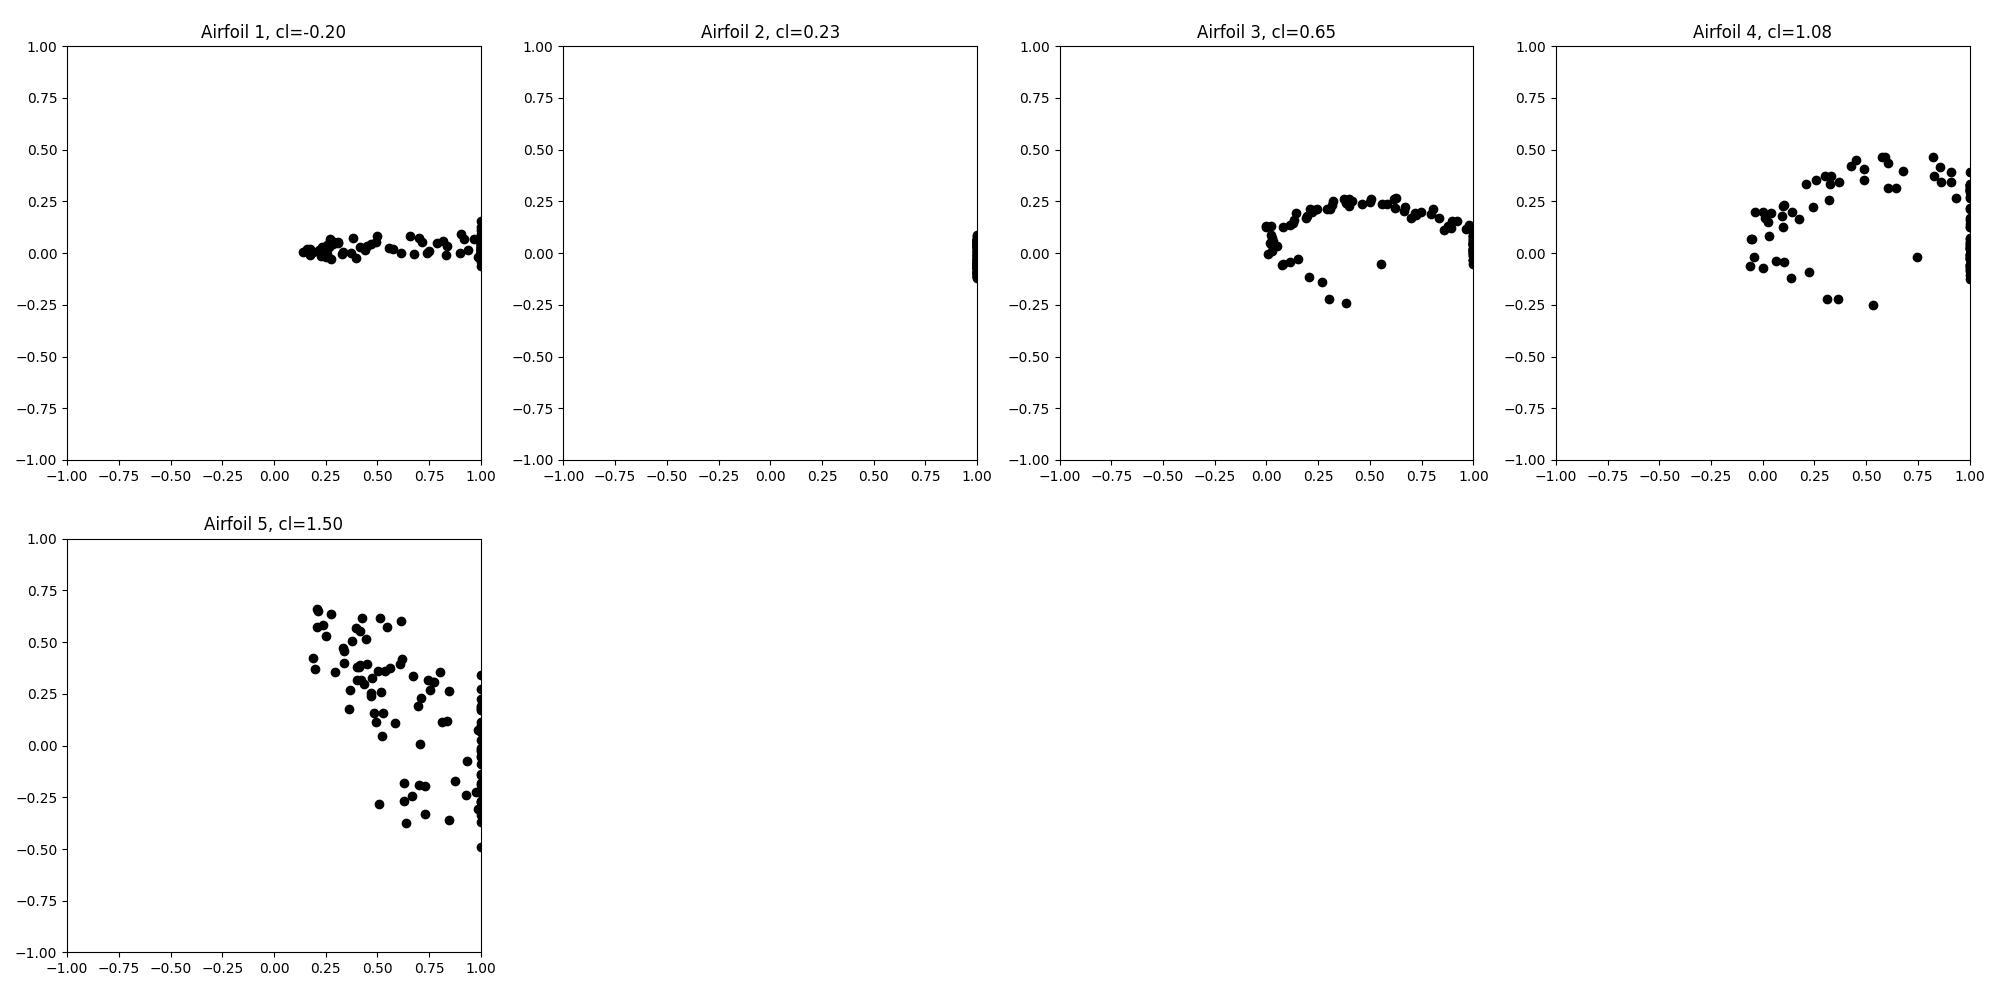 Airfoil 1, cl=-0.20
Airfoil 2, cl=0.23
Airfoil 3, cl=0.65
Airfoil 4, cl=1.08
1.00 1.00 1.00 1.00
0.75 0.75 0.75 0.75
0.50 0.50 0.50 0.50
0.25 0.25 0.25 0.25
0.00 0.00 0.00 0.00
−0.25 −0.25 −0.25 −0.25
−0.50 −0.50 −0.50 −0.50
−0.75 −0.75 −0.75 −0.75
−1.00 −1.00 −1.00 −1.00
−1.00 −0.75 −0.50 −0.25 0.00 0.25 0.50 0.75 1.00
−1.00 −0.75 −0.50 −0.25 0.00 0.25 0.50 0.75 1.00
−1.00 −0.75 −0.50 −0.25 0.00 0.25 0.50 0.75 1.00
−1.00 −0.75 −0.50 −0.25 0.00 0.25 0.50 0.75 1.00
Airfoil 5, cl=1.50
1.00
0.75
0.50
0.25
0.00
−0.25
−0.50
−0.75
−1.00
−1.00 −0.75 −0.50 −0.25 0.00 0.25 0.50 0.75 1.00